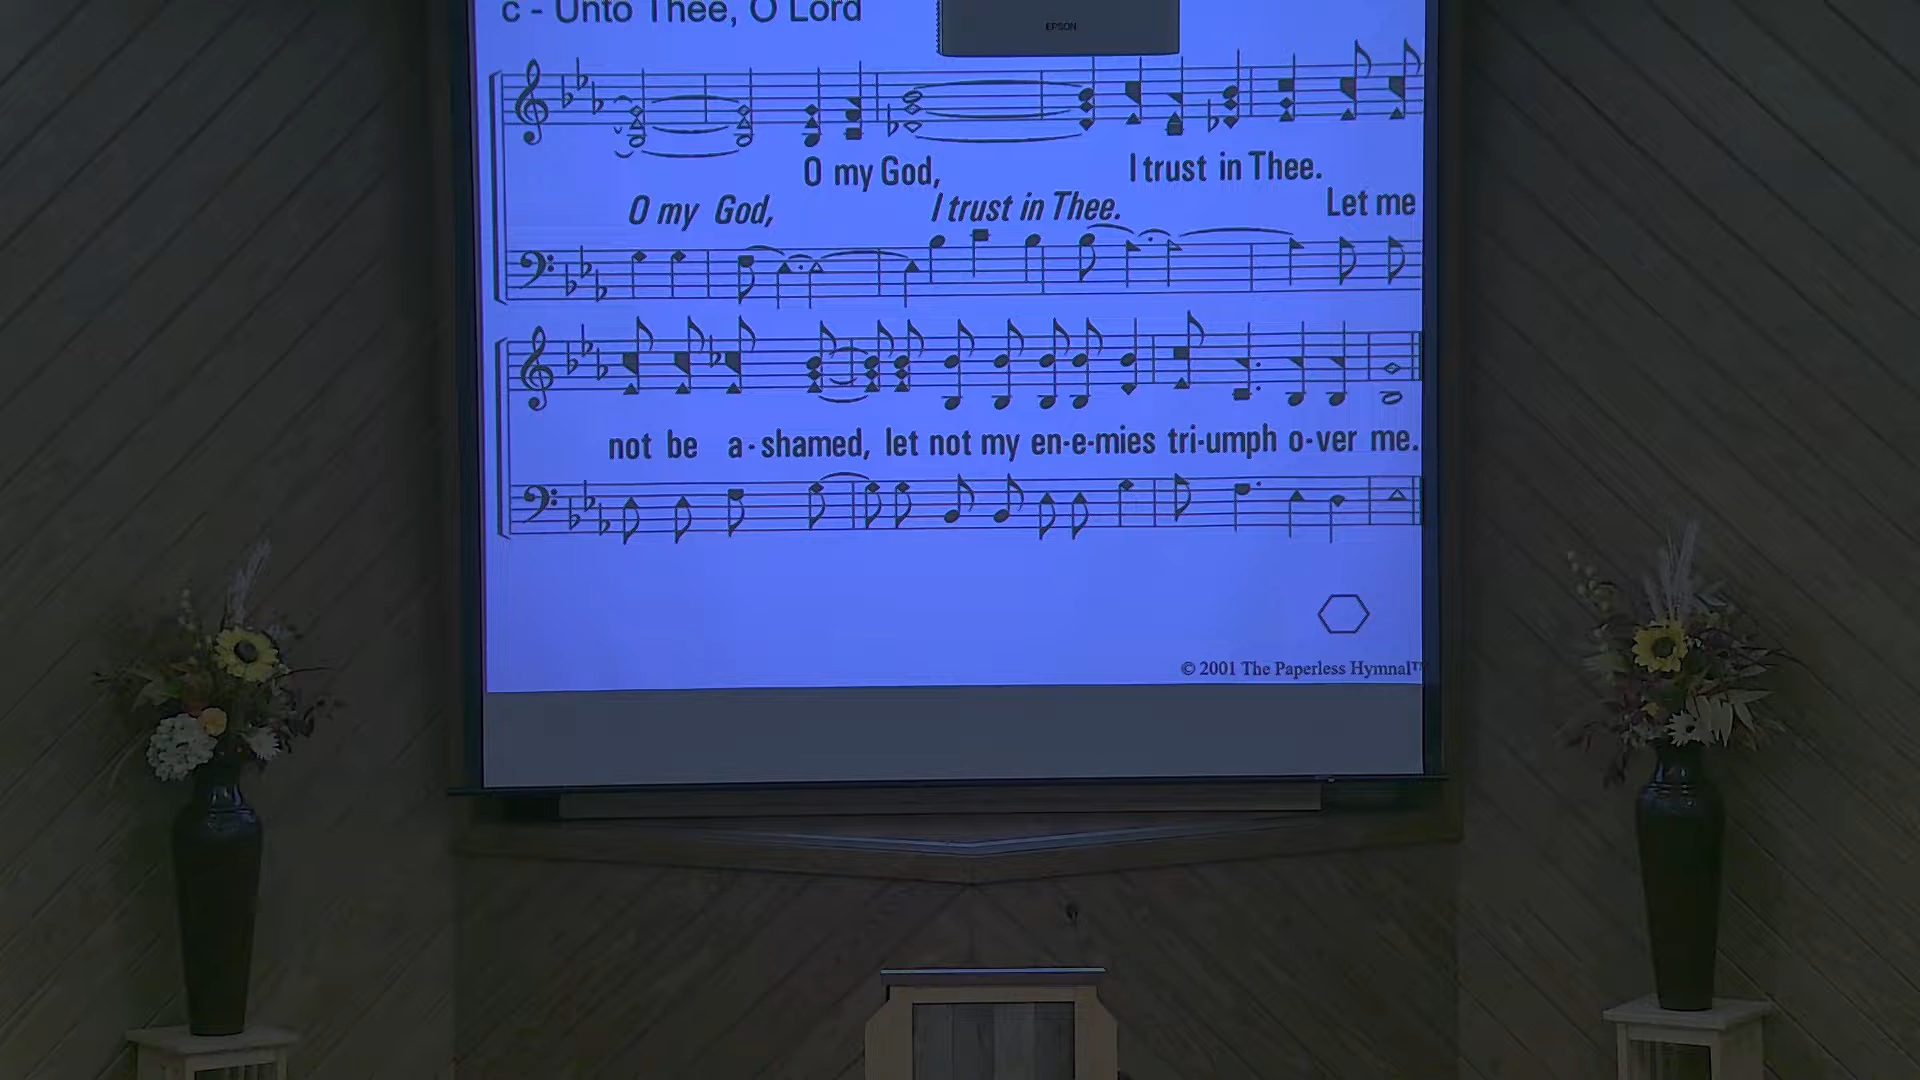 c - Unto Thee, O Lord
EPSON
O my God, I trust in Thee.
O my God, I trust in Thee. Let me
not be a-shamed, let not my en-e-mies tri-umph o-ver me.
© 2001 The Paperless Hymnal™